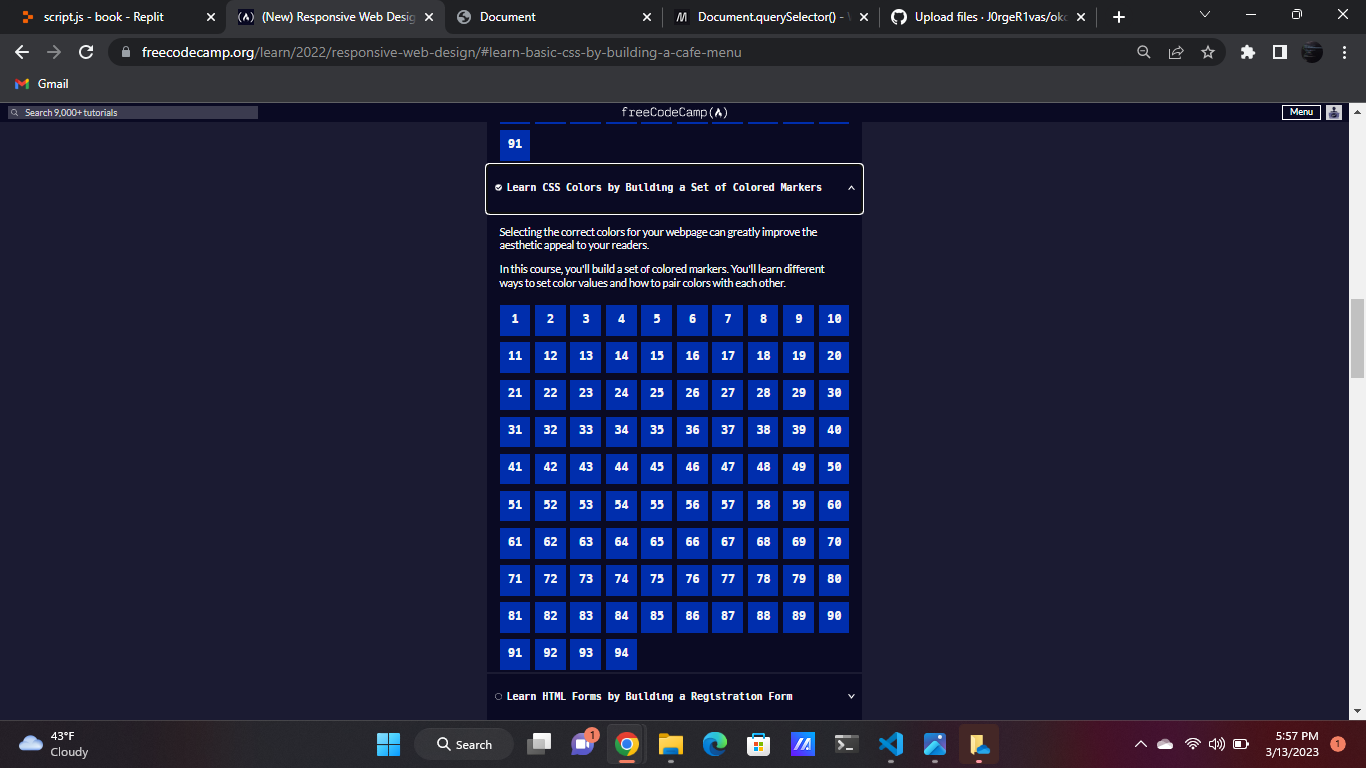 script.js - book - Replit
(New) Responsive Web Desig
Document
Document.querySelector() -
Upload files · J0rgeR1vas/okc
freecodecamp.org/learn/2022/responsive-web-design/#learn-basic-css-by-building-a-cafe-menu
Gmail
Search 9,000+ tutorials
freeCodeCamp
Menu
91
Learn CSS Colors by Building a Set of Colored Markers
Selecting the correct colors for your webpage can greatly improve the
aesthetic appeal to your readers.
In this course, you'll build a set of colored markers. You'll learn different
ways to set color values and how to pair colors with each other.
1 2 3 4 5 6 7 8 9 10
11 12 13 14 15 16 17 18 19 20
21 22 23 24 25 26 27 28 29 30
31 32 33 34 35 36 37 38 39 40
41 42 43 44 45 46 47 48 49 50
51 52 53 54 55 56 57 58 59 60
61 62 63 64 65 66 67 68 69 70
71 72 73 74 75 76 77 78 79 80
81 82 83 84 85 86 87 88 89 90
91 92 93 94
Learn HTML Forms by Building a Registration Form
43°F
Cloudy
Search
1
5:57 PM
3/13/2023
1